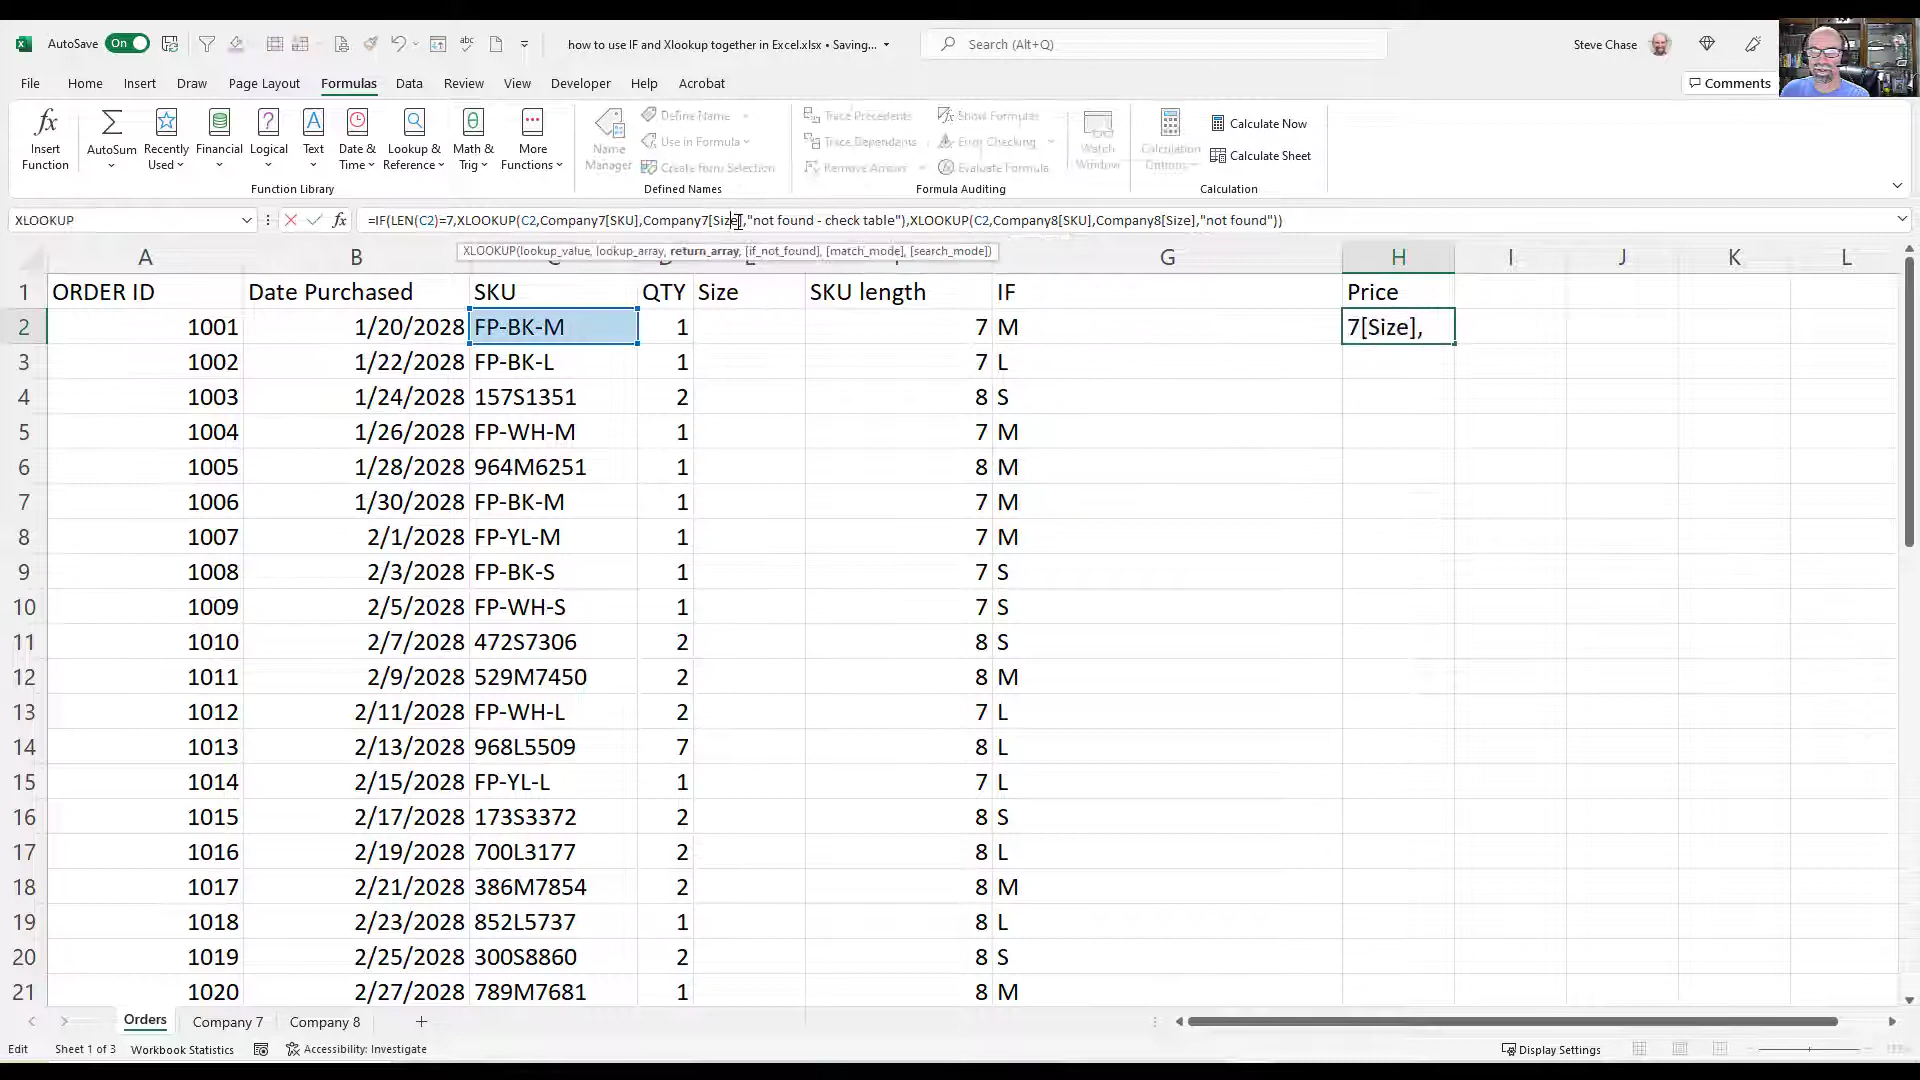 AutoSave On how to use IF and Xlookup together in Excel.xlsx • Saving... Search (Alt+Q) Steve Chase
File Home Insert Draw Page Layout Formulas Data Review View Developer Help Acrobat Comments
Insert Function AutoSum Recently Used Financial Logical Text Date & Time Lookup & Reference Math & Trig More Functions
Name Manager Define Name Use in Formula Create from Selection
Trace Precedents Trace Dependents Remove Arrows Show Formulas Error Checking Evaluate Formula Watch Window
Calculation Options Calculate Now Calculate Sheet
Function Library Defined Names Formula Auditing Calculation
XLOOKUP fx =IF(LEN(C2)=7,XLOOKUP(C2,Company7[SKU],Company7[Size],"not found - check table"),XLOOKUP(C2,Company8[SKU],Company8[Size],"not found"))
XLOOKUP(lookup_value, lookup_array, return_array, [if_not_found], [match_mode], [search_mode])
A B G H I J K L
1 ORDER ID Date Purchased SKU QTY Size SKU length IF Price
2 1001 1/20/2028 FP-BK-M 1 7 M 7[Size],
3 1002 1/22/2028 FP-BK-L 1 7 L
4 1003 1/24/2028 157S1351 2 8 S
5 1004 1/26/2028 FP-WH-M 1 7 M
6 1005 1/28/2028 964M6251 1 8 M
7 1006 1/30/2028 FP-BK-M 1 7 M
8 1007 2/1/2028 FP-YL-M 1 7 M
9 1008 2/3/2028 FP-BK-S 1 7 S
10 1009 2/5/2028 FP-WH-S 1 7 S
11 1010 2/7/2028 472S7306 2 8 S
12 1011 2/9/2028 529M7450 2 8 M
13 1012 2/11/2028 FP-WH-L 2 7 L
14 1013 2/13/2028 968L5509 7 8 L
15 1014 2/15/2028 FP-YL-L 1 7 L
16 1015 2/17/2028 173S3372 2 8 S
17 1016 2/19/2028 700L3177 2 8 L
18 1017 2/21/2028 386M7854 2 8 M
19 1018 2/23/2028 852L5737 1 8 L
20 1019 2/25/2028 300S8860 2 8 S
21 1020 2/27/2028 789M7681 1 8 M
Orders Company 7 Company 8
Edit Sheet 1 of 3 Workbook Statistics Accessibility: Investigate Display Settings